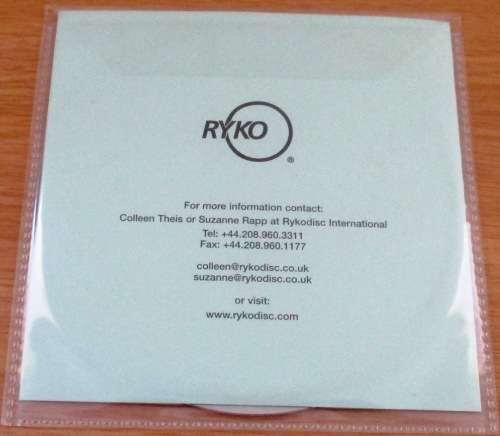 RYKO
®
For more information contact:
Colleen Theis or Suzanne Rapp at Rykodisc International
Tel: +44.208.960.3311
Fax: +44.208.960.1177
colleen@rykodisc.co.uk
suzanne@rykodisc.co.uk
or visit:
www.rykodisc.com